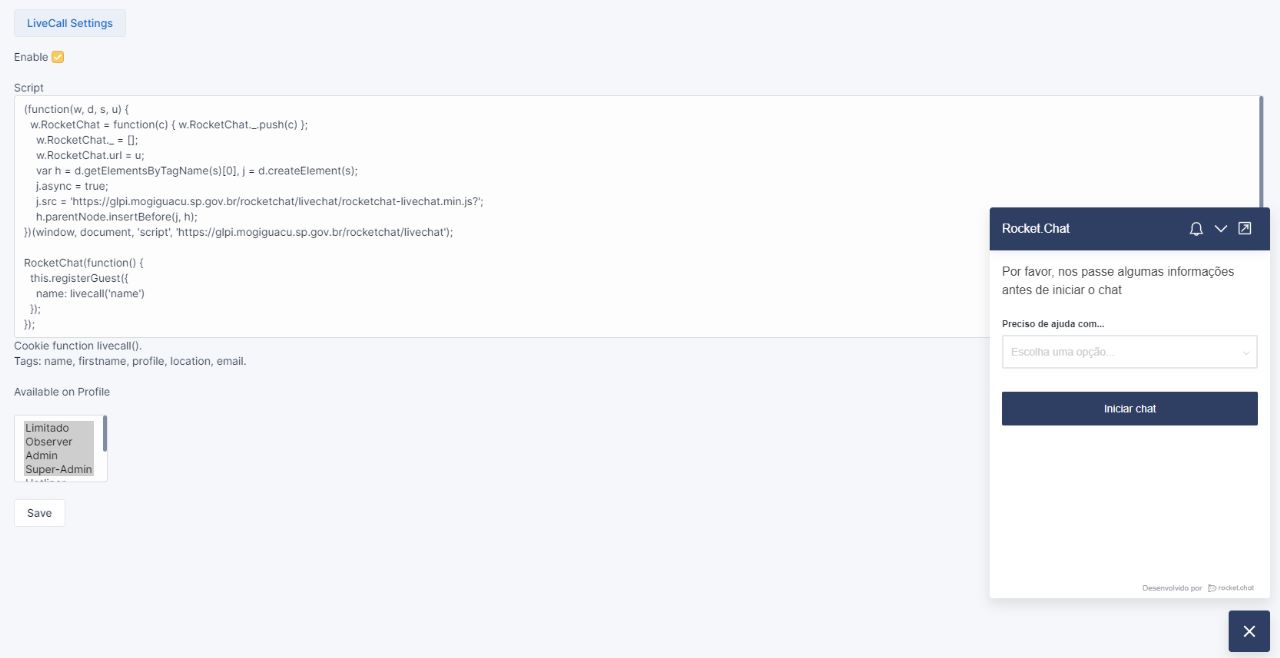 LiveCall Settings
Enable
Script
(function(w, d, s, u) {
w.RocketChat = function(c) { w.RocketChat._.push(c) };
w.RocketChat._ = [];
w.RocketChat.url = u;
var h = d.getElementsByTagName(s)[0], j = d.createElement(s);
j.async = true;
j.src = 'https://glpi.mogiguacu.sp.gov.br/rocketchat/livechat/rocketchat-livechat.min.js?';
h.parentNode.insertBefore(j, h);
})(window, document, 'script', 'https://glpi.mogiguacu.sp.gov.br/rocketchat/livechat');
RocketChat(function() {
this.registerGuest({
name: livecall('name')
});
});
Cookie function livecall().
Tags: name, firstname, profile, location, email.
Available on Profile
Limitado
Observer
Admin
Super-Admin
Save
Rocket.Chat
Por favor, nos passe algumas informações
antes de iniciar o chat
Preciso de ajuda com...
Escolha uma opção...
Iniciar chat
Desenvolvido por rocket.chat